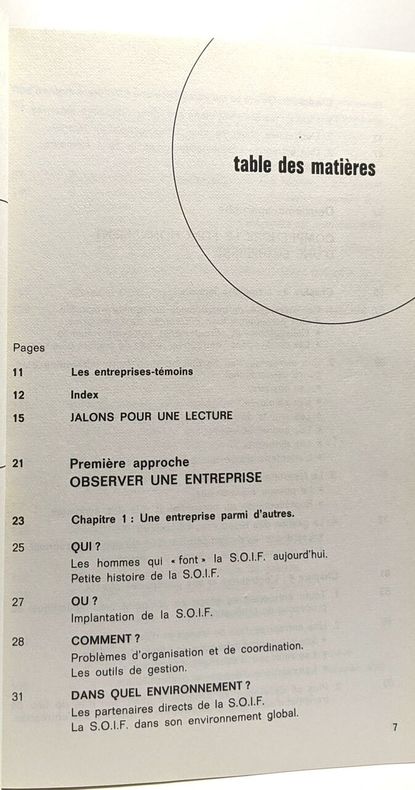 table des matières
Pages
11 Les entreprises-témoins
12 Index
15 JALONS POUR UNE LECTURE
21 Première approche
OBSERVER UNE ENTREPRISE
23 Chapitre 1 : Une entreprise parmi d'autres.
25 QUI ?
Les hommes qui « font » la S.O.I.F. aujourd'hui.
Petite histoire de la S.O.I.F.
27 OU ?
Implantation de la S.O.I.F.
28 COMMENT ?
Problèmes d'organisation et de coordination.
Les outils de gestion.
31 DANS QUEL ENVIRONNEMENT ?
Les partenaires directs de la S.O.I.F.
La S.O.I.F. dans son environnement global.
7